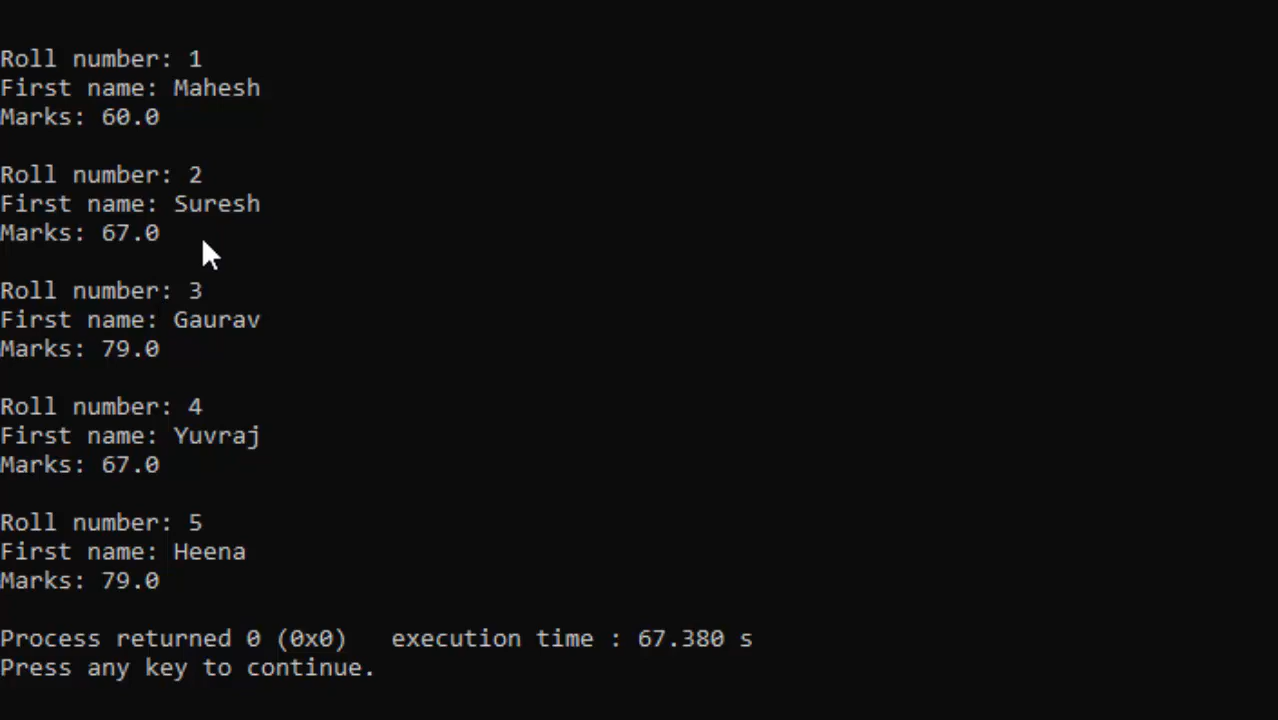 Roll number: 1
First name: Mahesh
Marks: 60.0
Roll number: 2
First name: Suresh
Marks: 67.0
Roll number: 3
First name: Gaurav
Marks: 79.0
Roll number: 4
First name: Yuvraj
Marks: 67.0
Roll number: 5
First name: Heena
Marks: 79.0
Process returned 0 (0x0)   execution time : 67.380 s
Press any key to continue.